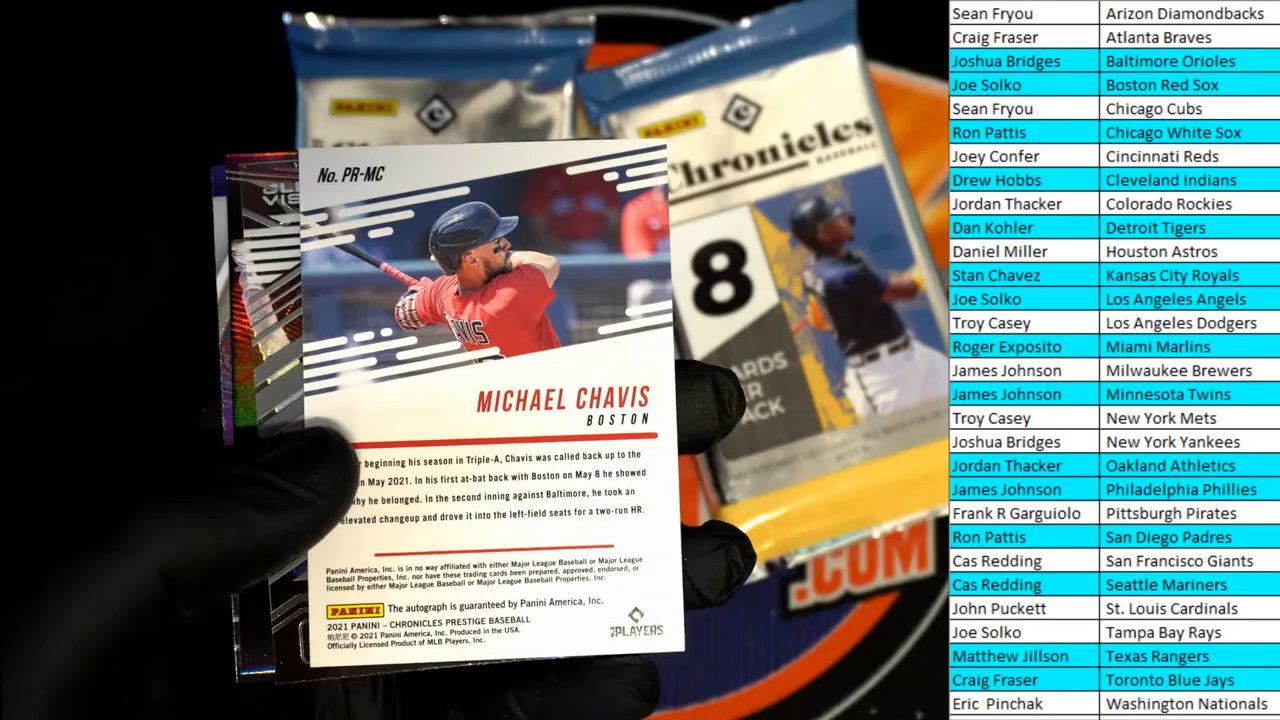 PANINI
PANINI
Chronicles
BASEBALL
8
No. PR-MC
MICHAEL CHAVIS
BOSTON
beginning his season in Triple-A, Chavis was called back up to the
in May 2021. In his first at-bat back with Boston on May 8 he showed
why he belonged. In the second inning against Baltimore, he took an
elevated changeup and drove it into the left-field seats for a two-run HR.
Panini America, Inc. is in no way affiliated with either Major League Baseball or Major League
Baseball Properties, Inc. nor have these trading cards been prepared, approved, endorsed, or
licensed by either Major League Baseball or Major League Baseball Properties, Inc.
PANINI The autograph is guaranteed by Panini America, Inc.
2021 PANINI – CHRONICLES PRESTIGE BASEBALL
帕尼尼 © 2021 Panini America, Inc. Produced in the USA.
Officially Licensed Product of MLB Players, Inc.
PLAYERS
.COM
Sean Fryou Arizon Diamondbacks
Craig Fraser Atlanta Braves
Joshua Bridges Baltimore Orioles
Joe Solko Boston Red Sox
Sean Fryou Chicago Cubs
Ron Pattis Chicago White Sox
Joey Confer Cincinnati Reds
Drew Hobbs Cleveland Indians
Jordan Thacker Colorado Rockies
Dan Kohler Detroit Tigers
Daniel Miller Houston Astros
Stan Chavez Kansas City Royals
Joe Solko Los Angeles Angels
Troy Casey Los Angeles Dodgers
Roger Exposito Miami Marlins
James Johnson Milwaukee Brewers
James Johnson Minnesota Twins
Troy Casey New York Mets
Joshua Bridges New York Yankees
Jordan Thacker Oakland Athletics
James Johnson Philadelphia Phillies
Frank R Garguiolo Pittsburgh Pirates
Ron Pattis San Diego Padres
Cas Redding San Francisco Giants
Cas Redding Seattle Mariners
John Puckett St. Louis Cardinals
Joe Solko Tampa Bay Rays
Matthew Jillson Texas Rangers
Craig Fraser Toronto Blue Jays
Eric Pinchak Washington Nationals